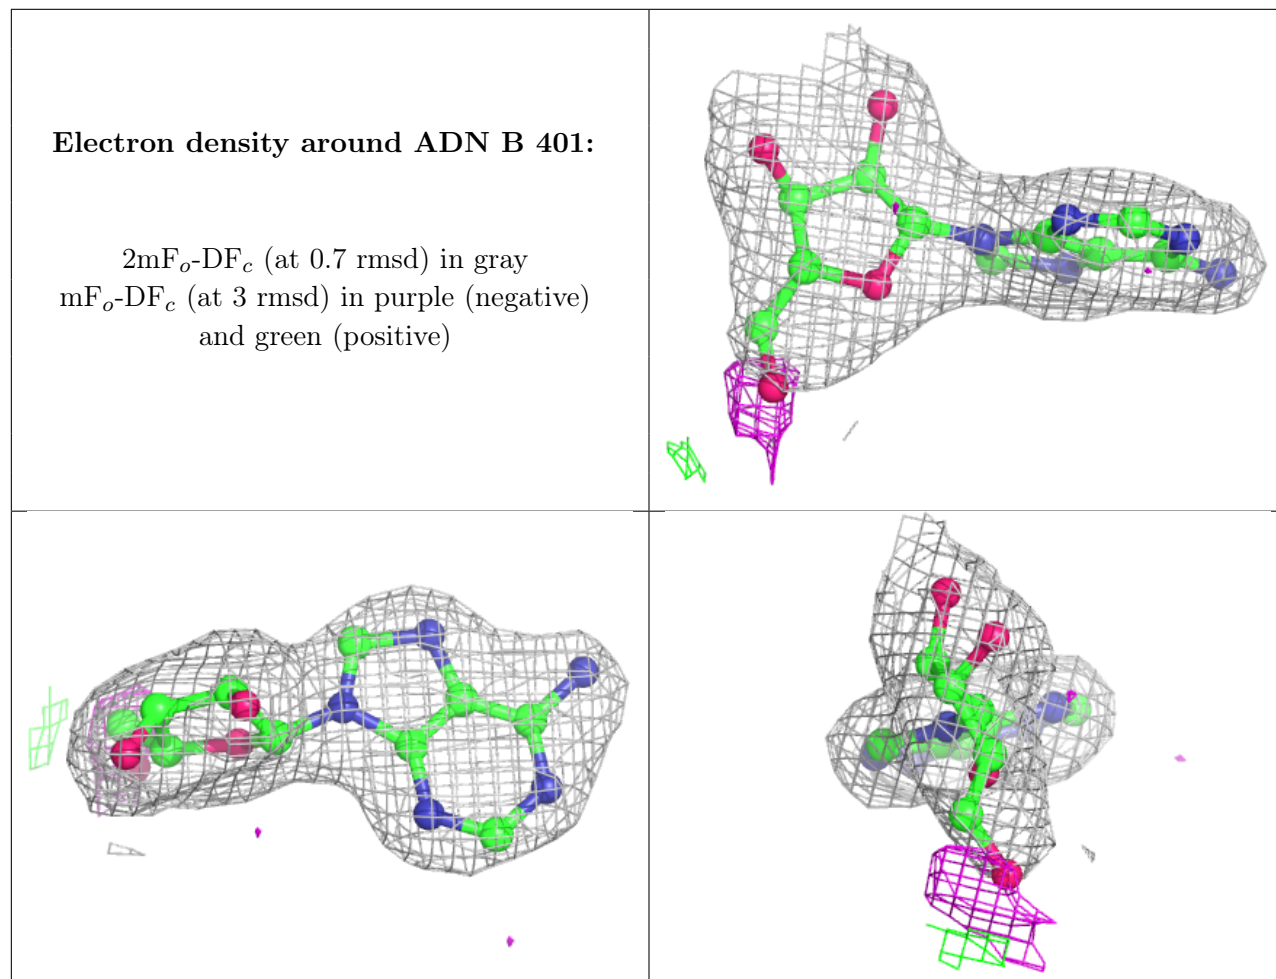 Electron density around ADN B 401:
2mFo-DFc (at 0.7 rmsd) in gray
mFo-DFc (at 3 rmsd) in purple (negative)
and green (positive)